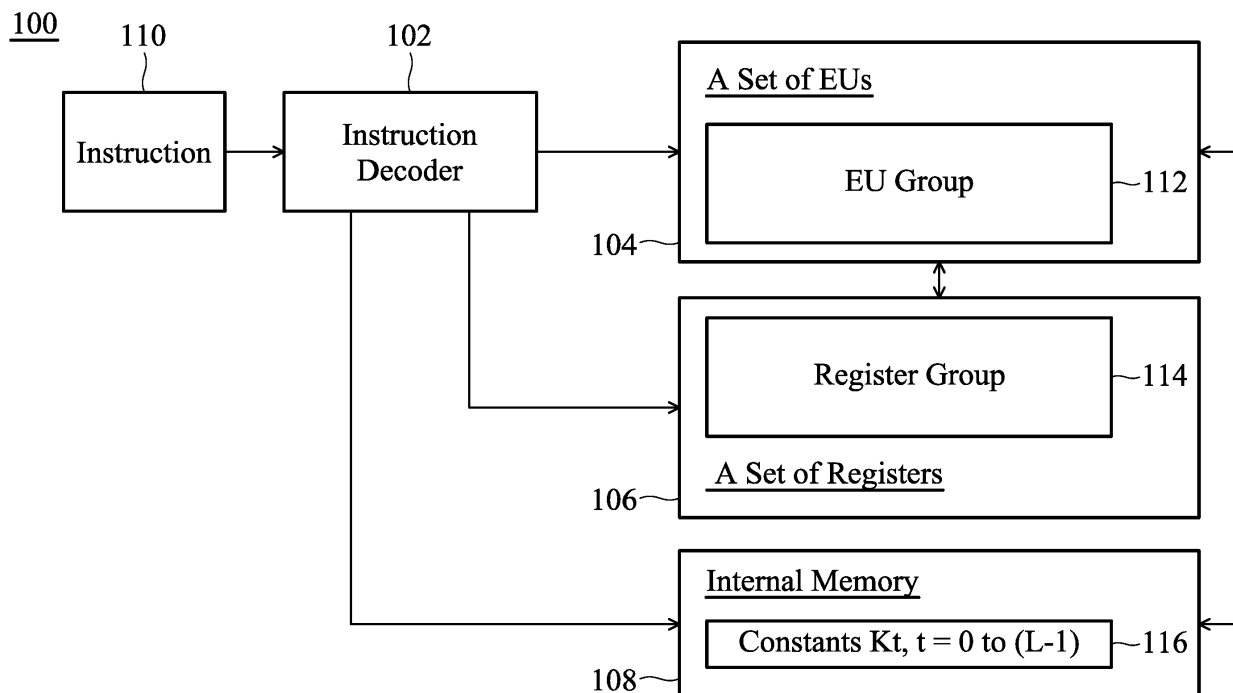 100
110
102
Instruction
Instruction
Decoder
A Set of EUs
EU Group
112
104
Register Group
114
A Set of Registers
106
Internal Memory
Constants Kt, t = 0 to (L-1)
116
108